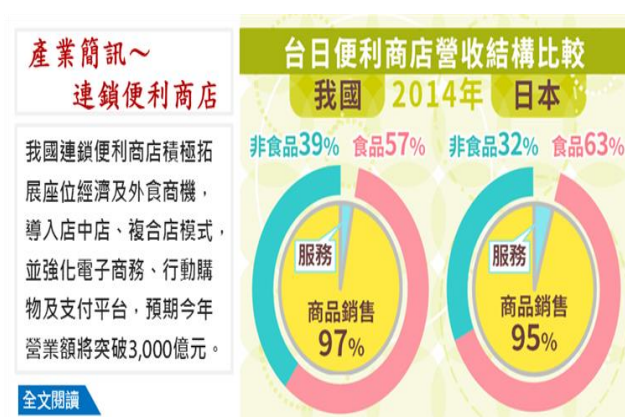 產業簡訊～
連鎖便利商店
我國連鎖便利商店積極拓
展座位經濟及外食商機，
導入店中店、複合店模式，
並強化電子商務、行動購
物及支付平台，預期今年
營業額將突破3,000億元。
全文閱讀
台日便利商店營收結構比較
我國 2014年 日本
非食品39% 食品57% 非食品32% 食品63%
服務 服務
商品銷售 商品銷售
97% 95%